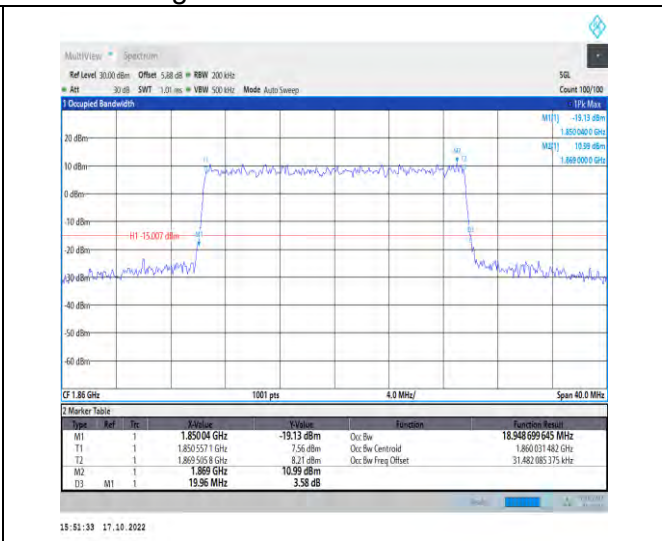 MultiView Spectrum
Ref Level 30.00 dBm Offset 5.88 dB RBW 200 kHz SGL
Att 30 dB SWT 1.01 ms VBW 500 kHz Mode Auto Sweep Count 100/100
1 Occupied Bandwidth 1Pk Max
M1[1] -19.13 dBm
1.850 040 0 GHz
20 dBm
M2[1] 10.99 dBm
1.869 000 0 GHz
M2
T1 T2
10 dBm
0 dBm
-10 dBm
H1 -15.007 dBm M1 D3
-20 dBm
-30 dBm
-40 dBm
-50 dBm
-60 dBm
CF 1.86 GHz 1001 pts 4.0 MHz/ Span 40.0 MHz
2 Marker Table
Type Ref Trc X-Value Y-Value Function Function Result
M1 1 1.85004 GHz -19.13 dBm Occ Bw 18.948 699 645 MHz
T1 1 1.850 557 1 GHz 7.56 dBm Occ Bw Centroid 1.860 031 482 GHz
T2 1 1.869 505 8 GHz 8.21 dBm Occ Bw Freq Offset 31.482 085 375 kHz
M2 1 1.869 GHz 10.99 dBm
D3 M1 1 19.96 MHz 3.58 dB
15:51:33 17.10.2022